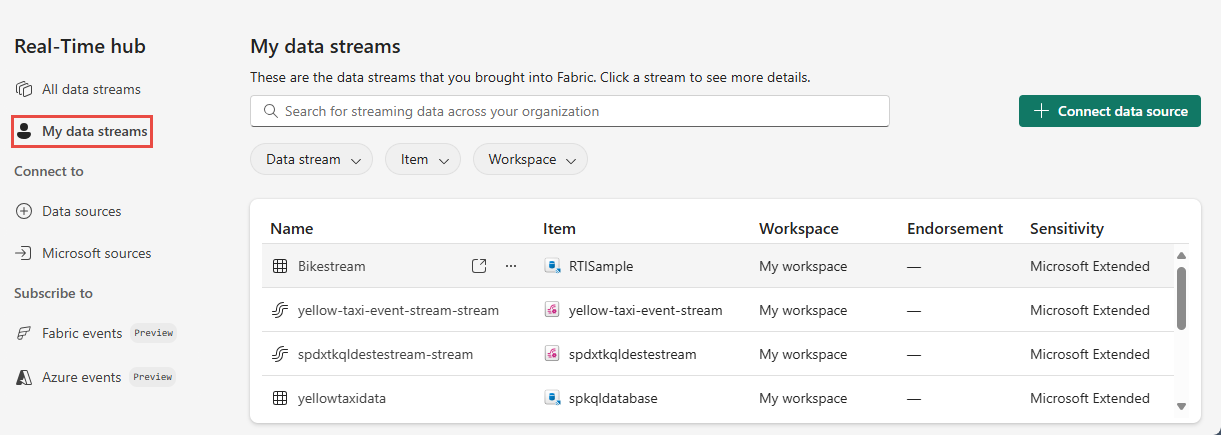 Real-Time hub
All data streams
My data streams
Connect to
Data sources
Microsoft sources
Subscribe to
Fabric events Preview
Azure events Preview
My data streams
These are the data streams that you brought into Fabric. Click a stream to see more details.
Search for streaming data across your organization
Connect data source
Data stream Item Workspace
Name Item Workspace Endorsement Sensitivity
Bikestream ... RTISample My workspace — Microsoft Extended
yellow-taxi-event-stream-stream yellow-taxi-event-stream My workspace — Microsoft Extended
spdxtkqldestestream-stream spdxtkqldestestream My workspace — Microsoft Extended
yellowtaxidata spkqldatabase My workspace — Microsoft Extended